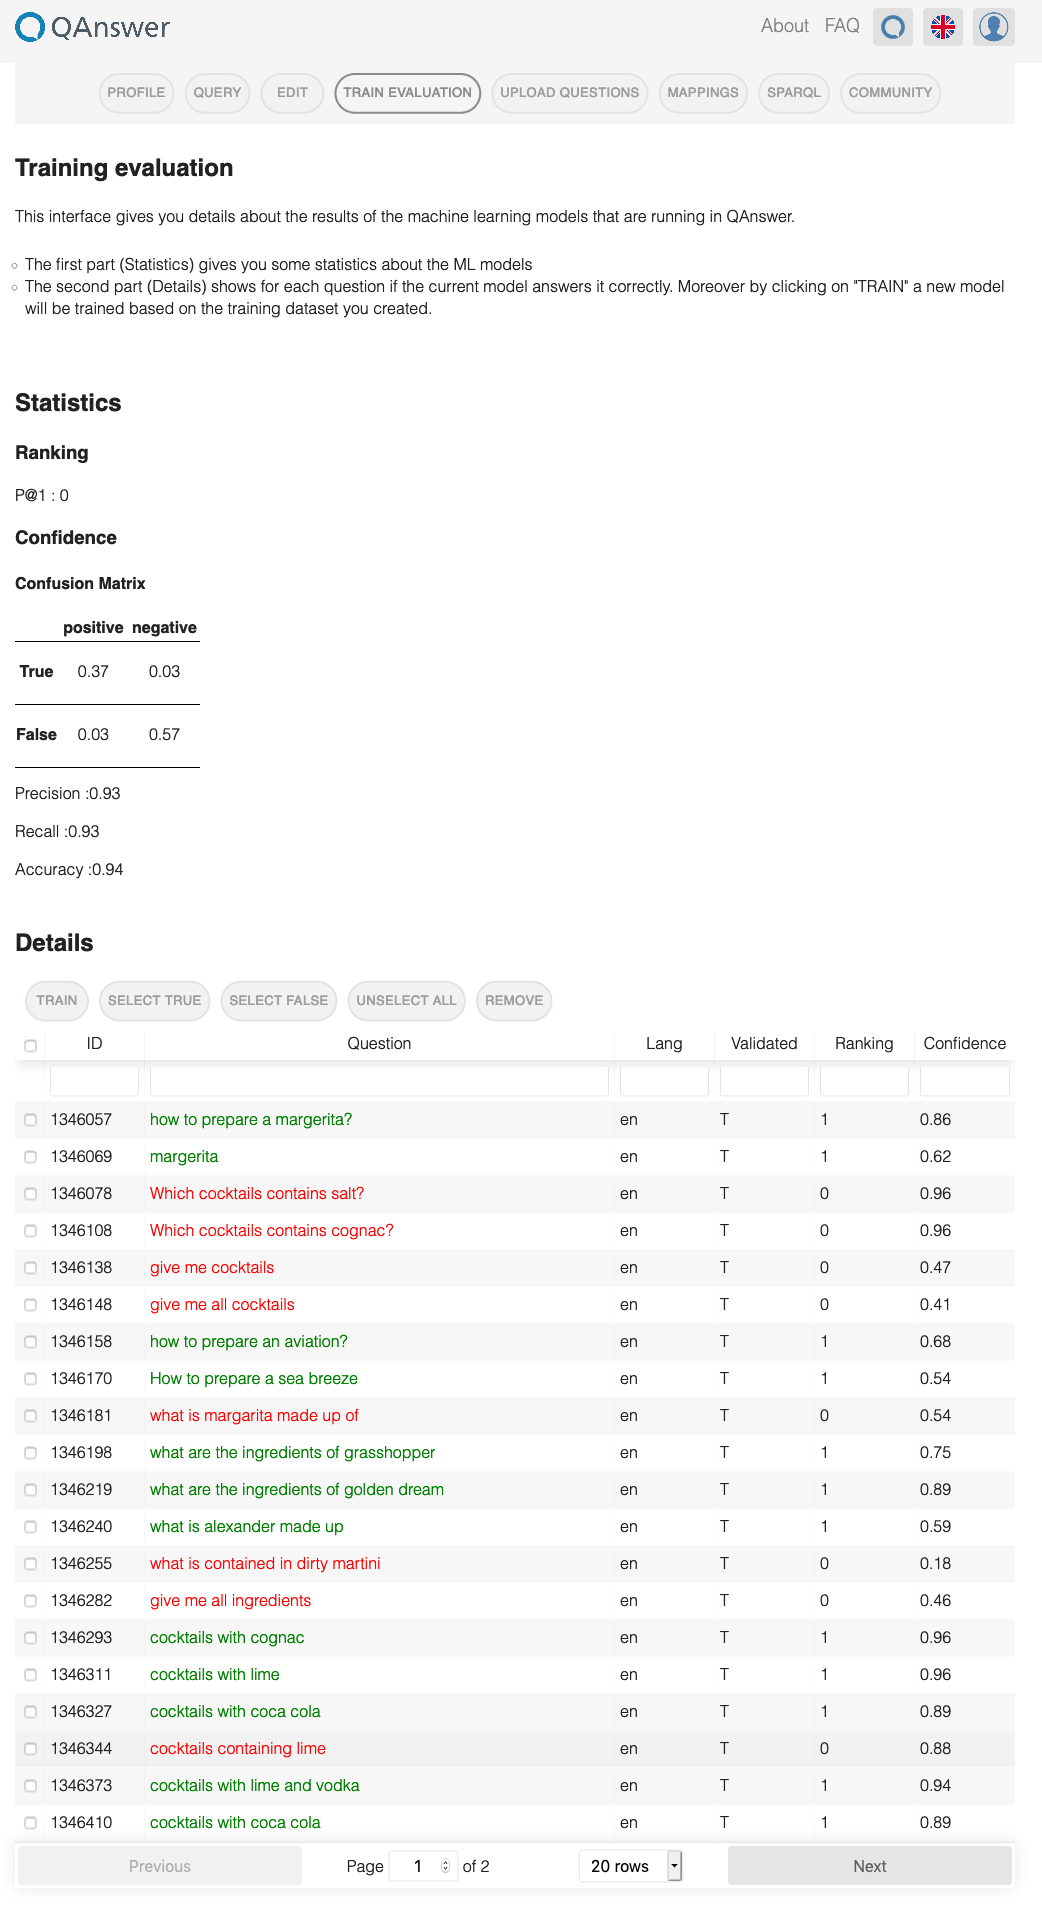 QAnswer
About FAQ
PROFILE QUERY EDIT TRAIN EVALUATION UPLOAD QUESTIONS MAPPINGS SPARQL COMMUNITY
Training evaluation
This interface gives you details about the results of the machine learning models that are running in QAnswer.
The first part (Statistics) gives you some statistics about the ML models
The second part (Details) shows for each question if the current model answers it correctly. Moreover by clicking on "TRAIN" a new model
will be trained based on the training dataset you created.
Statistics
Ranking
P@1 : 0
Confidence
Confusion Matrix
positive negative
True 0.37 0.03
False 0.03 0.57
Precision :0.93
Recall :0.93
Accuracy :0.94
Details
TRAIN SELECT TRUE SELECT FALSE UNSELECT ALL REMOVE
ID Question Lang Validated Ranking Confidence
1346057 how to prepare a margerita? en T 1 0.86
1346069 margerita en T 1 0.62
1346078 Which cocktails contains salt? en T 0 0.96
1346108 Which cocktails contains cognac? en T 0 0.96
1346138 give me cocktails en T 0 0.47
1346148 give me all cocktails en T 0 0.41
1346158 how to prepare an aviation? en T 1 0.68
1346170 How to prepare a sea breeze en T 1 0.54
1346181 what is margarita made up of en T 0 0.54
1346198 what are the ingredients of grasshopper en T 1 0.75
1346219 what are the ingredients of golden dream en T 1 0.89
1346240 what is alexander made up en T 1 0.59
1346255 what is contained in dirty martini en T 0 0.18
1346282 give me all ingredients en T 0 0.46
1346293 cocktails with cognac en T 1 0.96
1346311 cocktails with lime en T 1 0.96
1346327 cocktails with coca cola en T 1 0.89
1346344 cocktails containing lime en T 0 0.88
1346373 cocktails with lime and vodka en T 1 0.94
1346410 cocktails with coca cola en T 1 0.89
Previous Page 1 of 2 20 rows Next